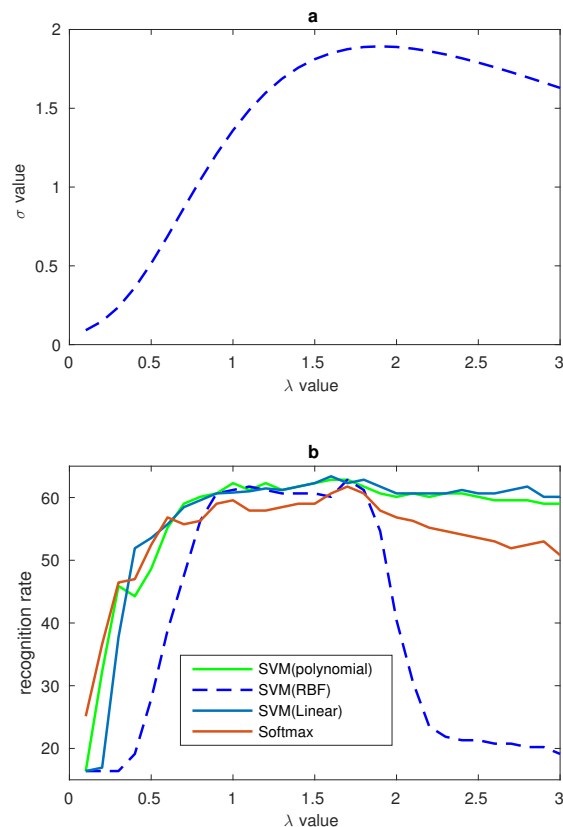 a
2
1.5
1
0.5
0
σ value
0 0.5 1 1.5 2 2.5 3
λ value
b
60
50
40
30
20
recognition rate
SVM(polynomial)
SVM(RBF)
SVM(Linear)
Softmax
0 0.5 1 1.5 2 2.5 3
λ value